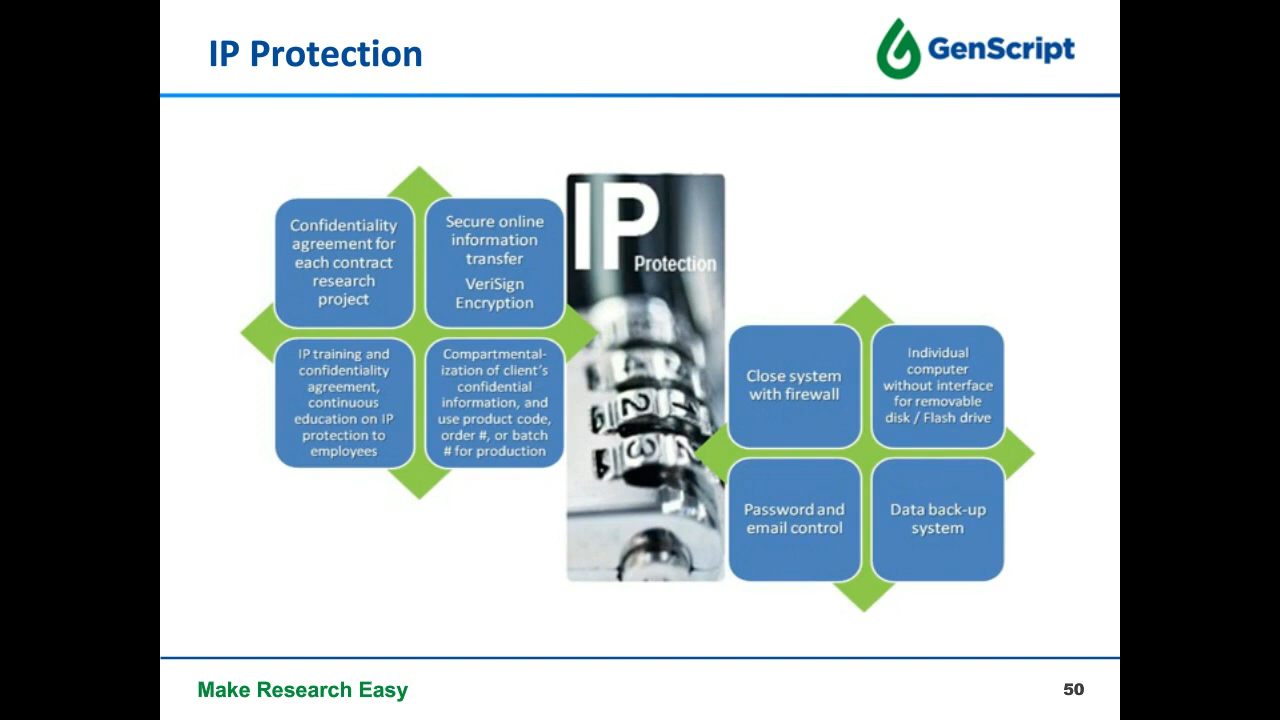 IP Protection
GenScript
Confidentiality
agreement for
each contract
research
project
Secure online
information
transfer
VeriSign
Encryption
IP training and
confidentiality
agreement,
continuous
education on IP
protection to
employees
Compartmental-
ization of client's
confidential
information, and
use product code,
order #, or batch
# for production
IP
Protection
Close system
with firewall
Individual
computer
without interface
for removable
disk / Flash drive
Password and
email control
Data back-up
system
Make Research Easy
50